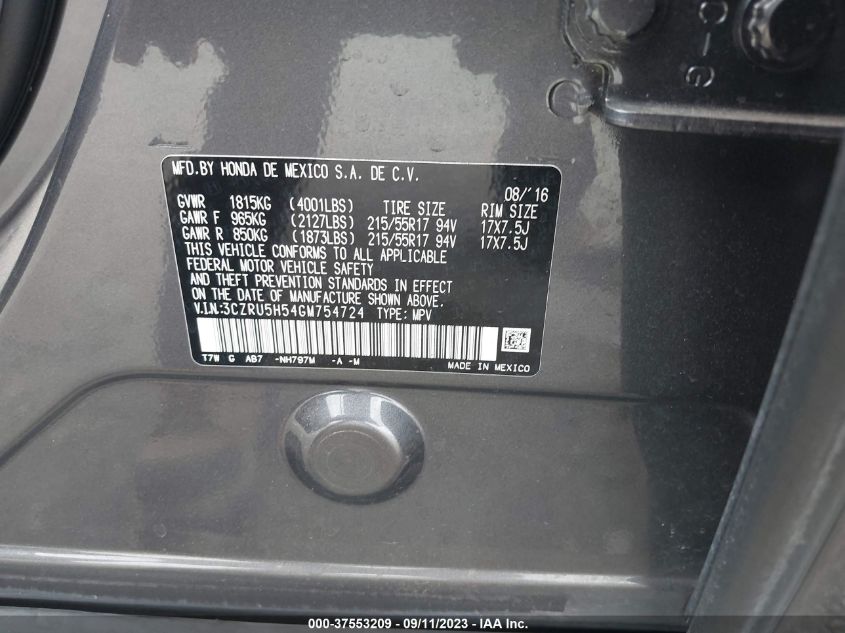 MFD.BY HONDA DE MEXICO S.A. DE C.V.
08/'16
GVWR 1815KG (4001LBS) TIRE SIZE RIM SIZE
GAWR F 965KG (2127LBS) 215/55R17 94V 17X7.5J
GAWR R 850KG (1873LBS) 215/55R17 94V 17X7.5J
THIS VEHICLE CONFORMS TO ALL APPLICABLE
FEDERAL MOTOR VEHICLE SAFETY
AND THEFT PREVENTION STANDARDS IN EFFECT
ON THE DATE OF MANUFACTURE SHOWN ABOVE.
V.I.N:3CZRU5H54GM754724 TYPE: MPV
T7W G AB7 -NH797M -A -M
MADE IN MEXICO
000-37553209 - 09/11/2023 - IAA Inc.